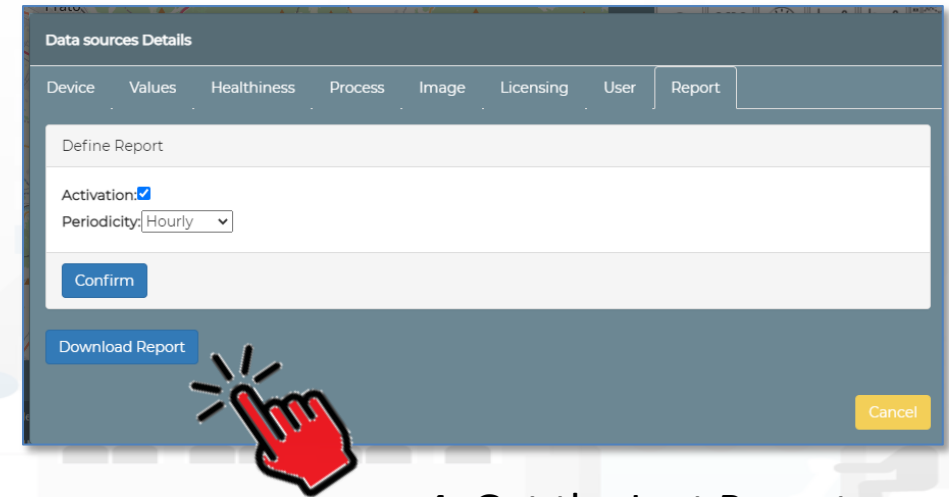 Prato,
Data sources Details
Device Values Healthiness Process Image Licensing User Report
Define Report
Activation:
Periodicity: Hourly
Confirm
Download Report
Cancel